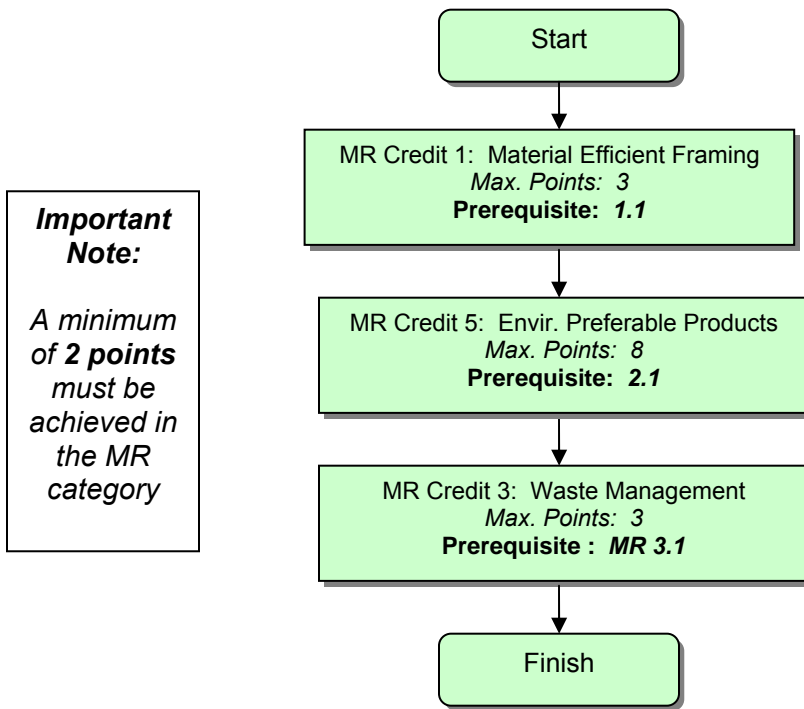 Start
MR Credit 1: Material Efficient Framing
Max. Points: 3
Prerequisite: 1.1
Important
Note:
A minimum
of 2 points
must be
achieved in
the MR
category
MR Credit 5: Envir. Preferable Products
Max. Points: 8
Prerequisite: 2.1
MR Credit 3: Waste Management
Max. Points: 3
Prerequisite : MR 3.1
Finish